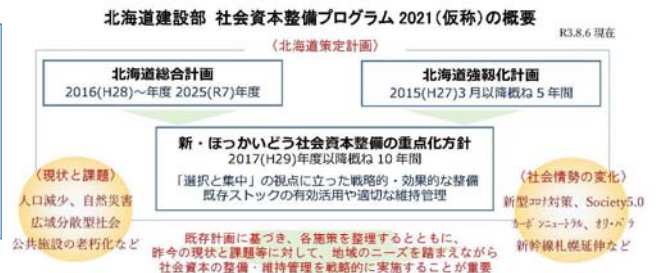 北海道建設部 社会資本整備プログラム 2021(仮称)の概要
R3.8.6 現在
〈北海道策定計画〉
北海道総合計画
2016(H28)～年度 2025(R7)年度
北海道強靱化計画
2015(H27)3月以降概ね5年間
新・ほっかいどう社会資本整備の重点化方針
2017(H29)年度以降概ね10年間
「選択と集中」の視点に立った戦略的・効果的な整備
既存ストックの有効活用や適切な維持管理
〈現状と課題〉
人口減少、自然災害
広域分散型社会
公共施設の老朽化など
〈社会情勢の変化〉
新型コロナ対策、Society5.0
カーボンニュートラル、オリ・パラ
新幹線札幌延伸など
既存計画に基づき、各施策を整理するとともに、
昨今の現状と課題等に対して、地域のニーズを踏まえながら
社会資本の整備・維持管理を戦略的に実施することが重要